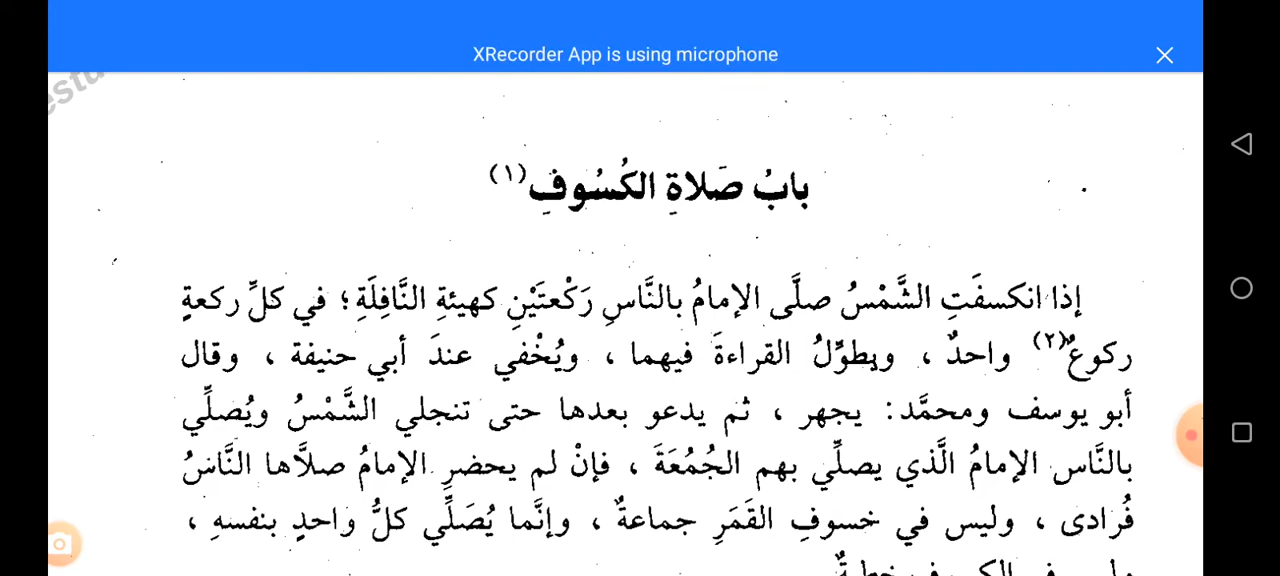 XRecorder App is using microphone
بابُ صَلاةِ الكُسُوفِ(١)
إذا انكسفَتِ الشَّمْسُ صلَّى الإمامُ بالنَّاسِ رَكْعتَيْنِ كهيئةِ النَّافِلَةِ؛ في كلِّ ركعةٍ
ركوعٌ(٢) واحدٌ ، ويطوِّلُ القراءةَ فيهما ، ويُخْفي عندَ أبي حنيفة ، وقال
أبو يوسف ومحمَّد: يجهر ، ثم يدعو بعدها حتى تنجلي الشَّمْسُ ويُصلِّي
بالنَّاس الإمامُ الَّذي يصلِّي بهم الجُمُعَةَ ، فإنْ لم يحضرِ الإمامُ صلاَّها النَّاسُ
فُرادى ، وليس في خسوفِ القَمَرِ جماعةٌ ، وإنَّما يُصَلِّي كلُّ واحدٍ بنفسهِ ،